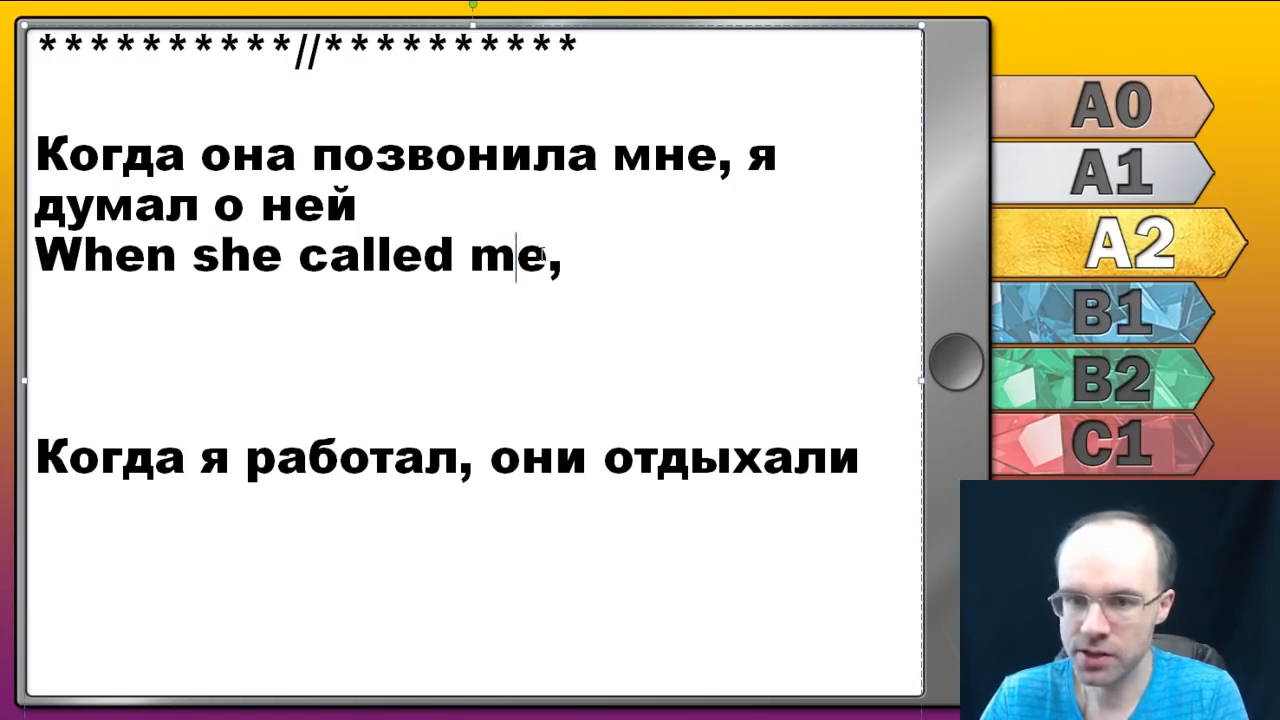 **********//**********
Когда она позвонила мне, я
думал о ней
When she called me,
Когда я работал, они отдыхали
A0
A1
A2
B1
B2
C1